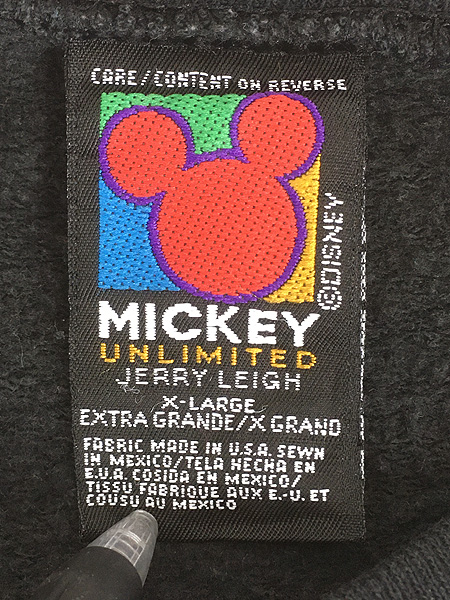 CARE/CONTENT ON REVERSE
©DISNEY
MICKEY
UNLIMITED
JERRY LEIGH
X-LARGE
EXTRA GRANDE/X GRAND
FABRIC MADE IN U.S.A. SEWN
IN MEXICO/TELA HECHA EN
E.U.A. COSIDA EN MEXICO/
TISSU FABRIQUE AUX E.-U. ET
COUSU AU MEXICO